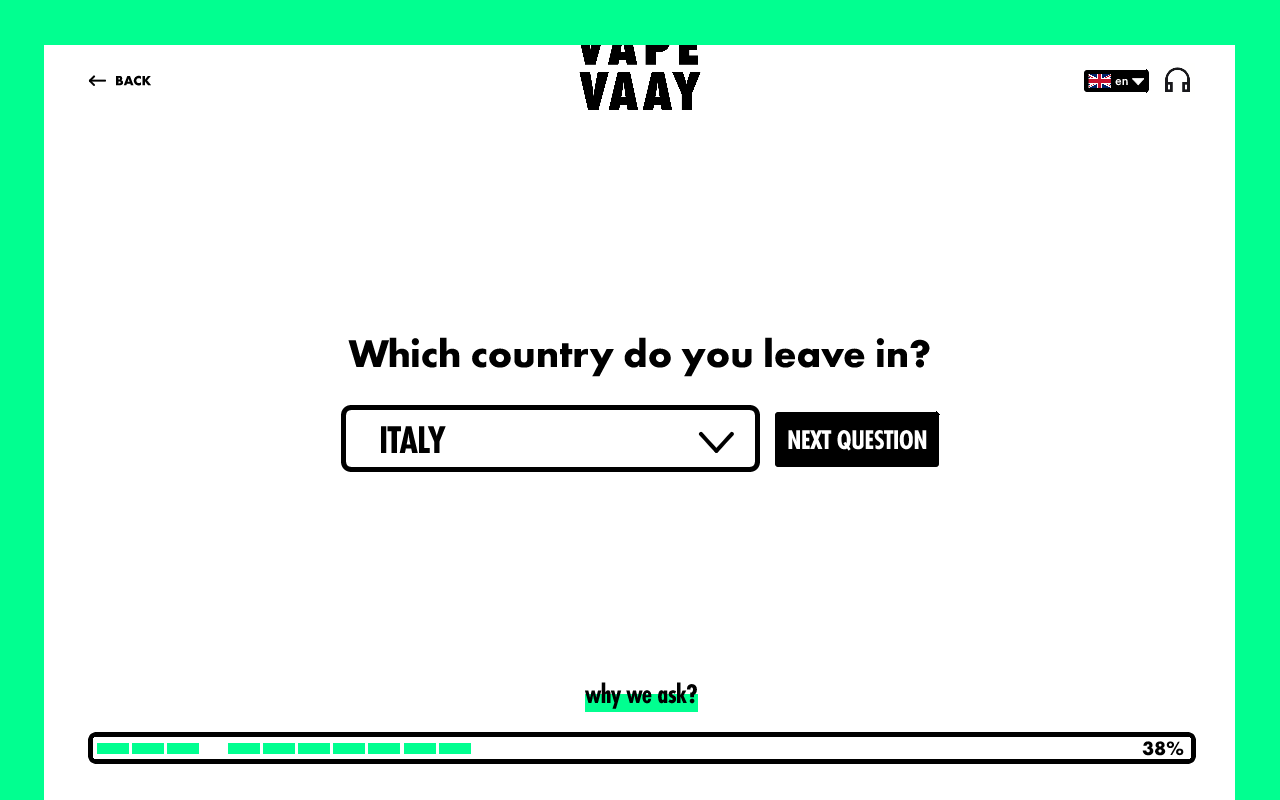 VAPE
VAAY
BACK
en
Which country do you leave in?
ITALY
NEXT QUESTION
why we ask?
38%